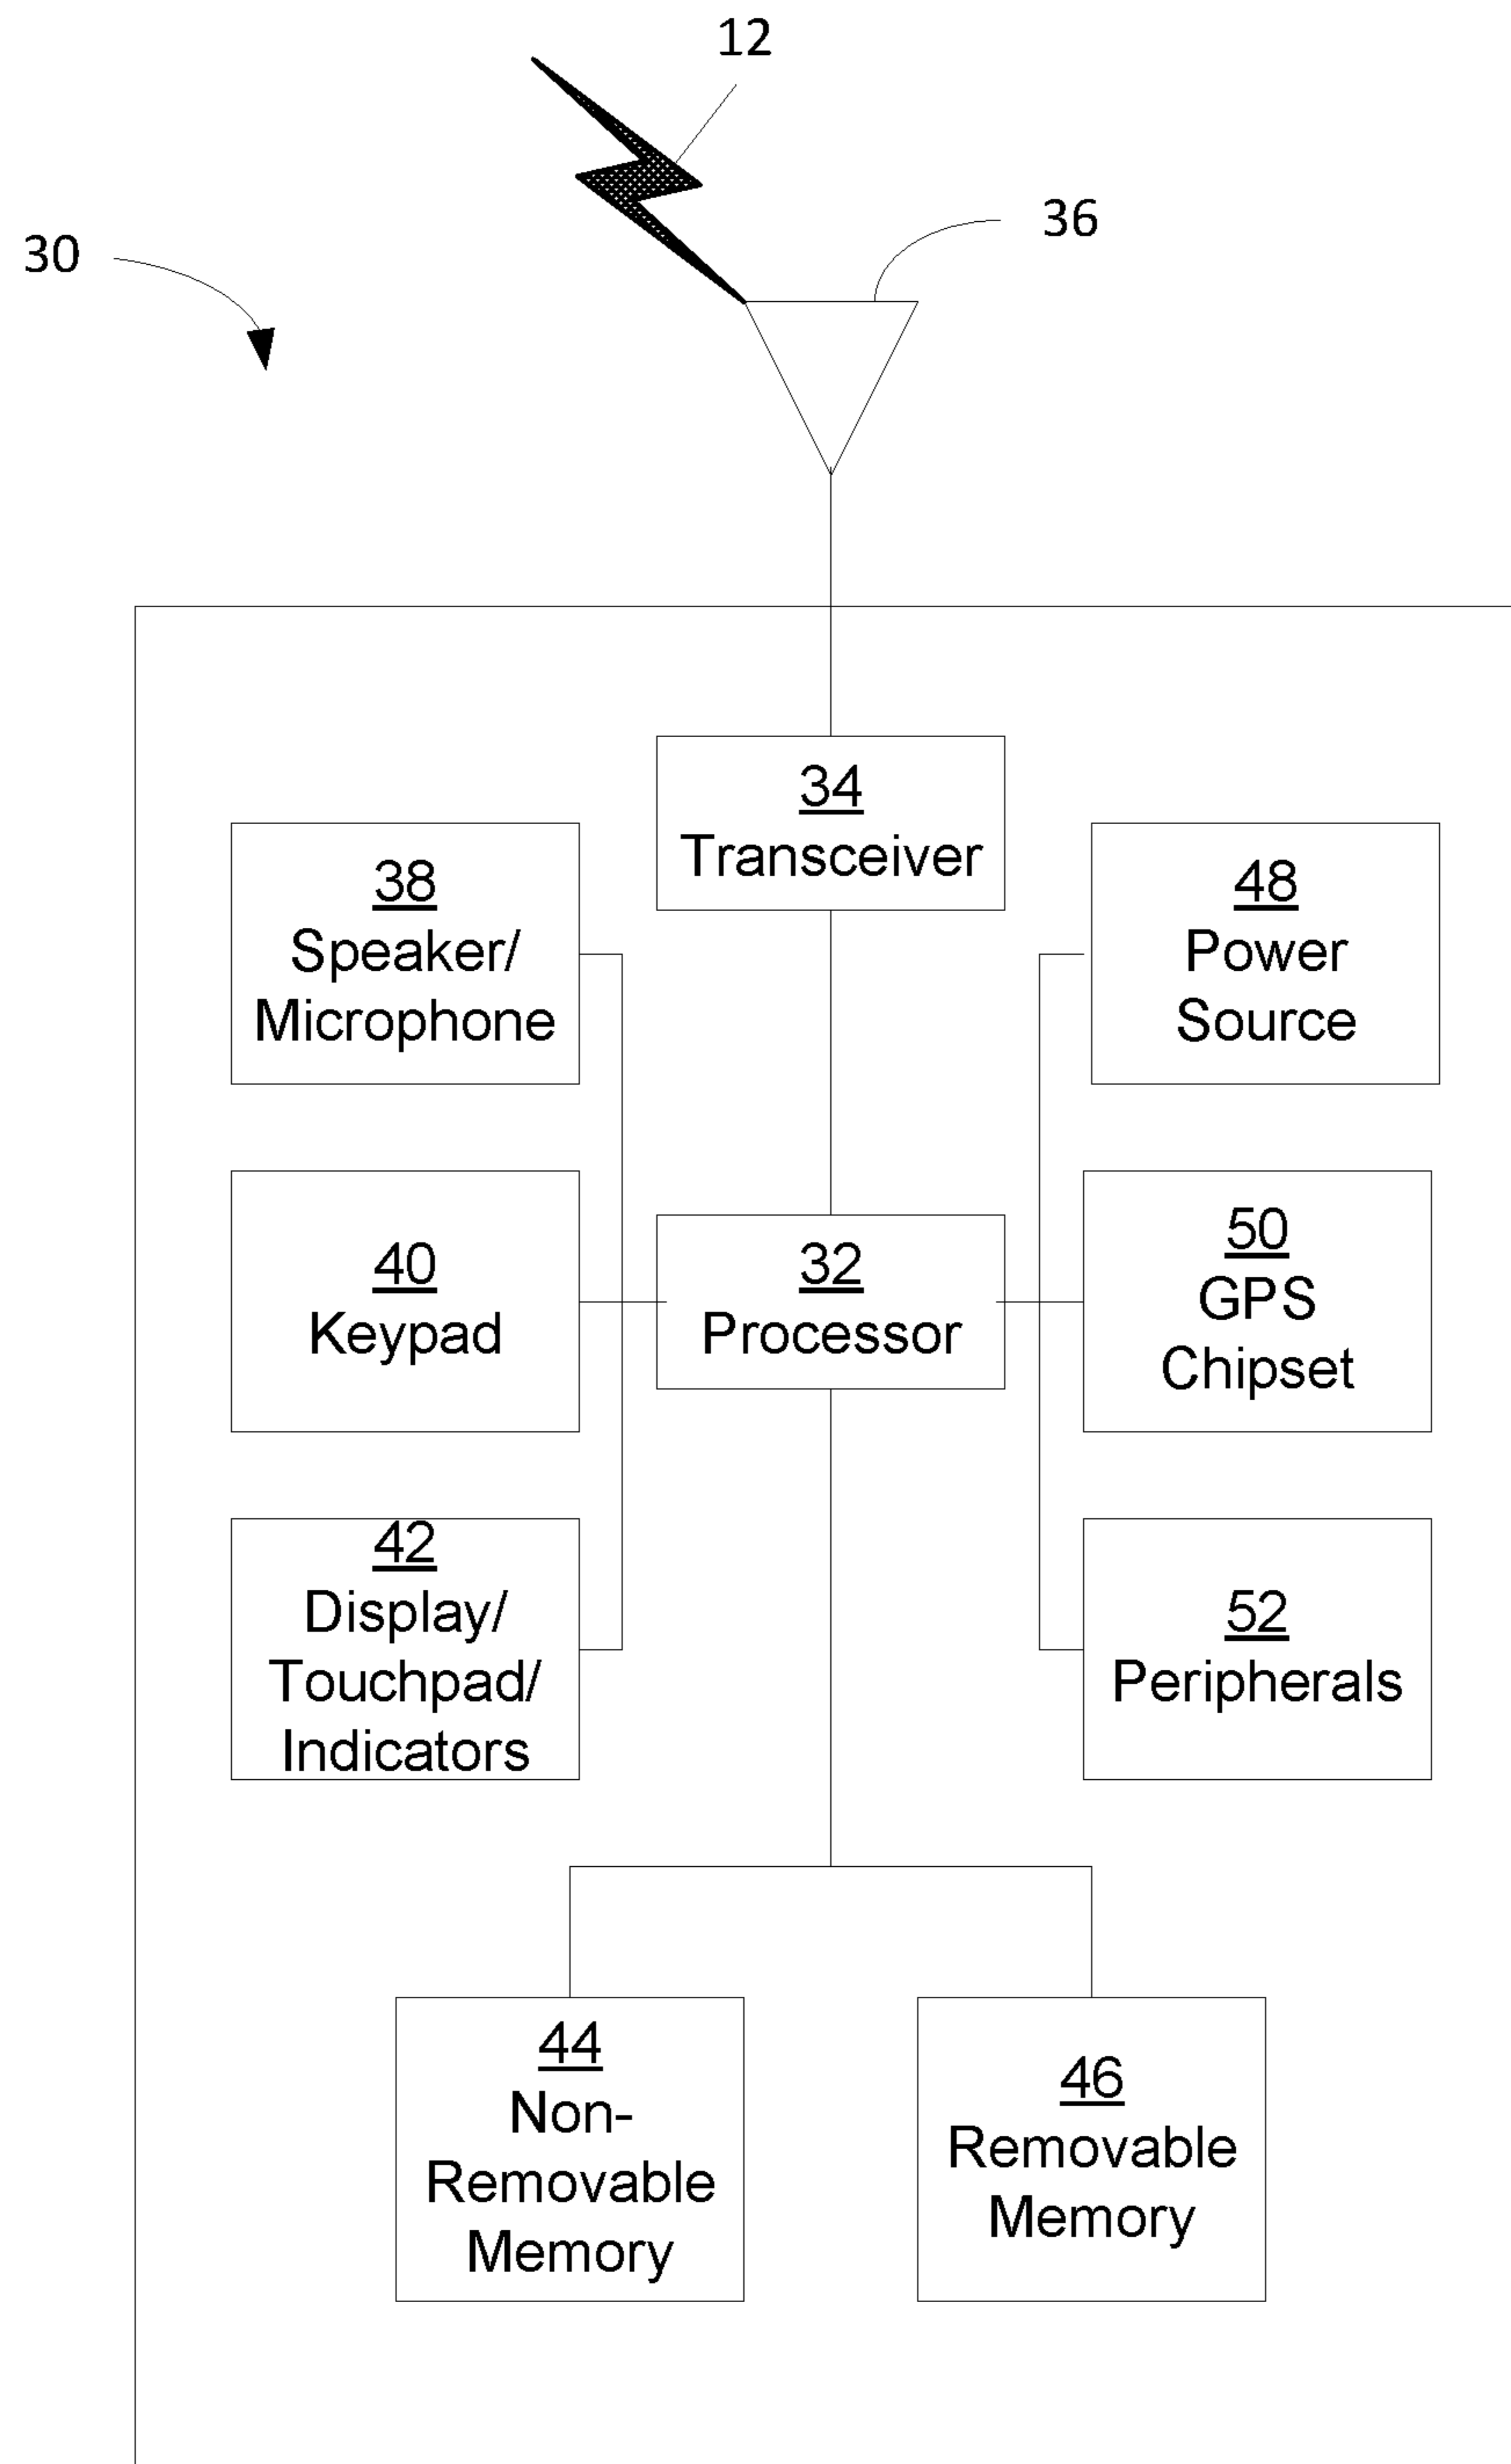 12
36
30
34
Transceiver
38
Speaker/
Microphone
48
Power
Source
40
Keypad
32
Processor
50
GPS
Chipset
42
Display/
Touchpad/
Indicators
52
Peripherals
44
Non-
Removable
Memory
46
Removable
Memory